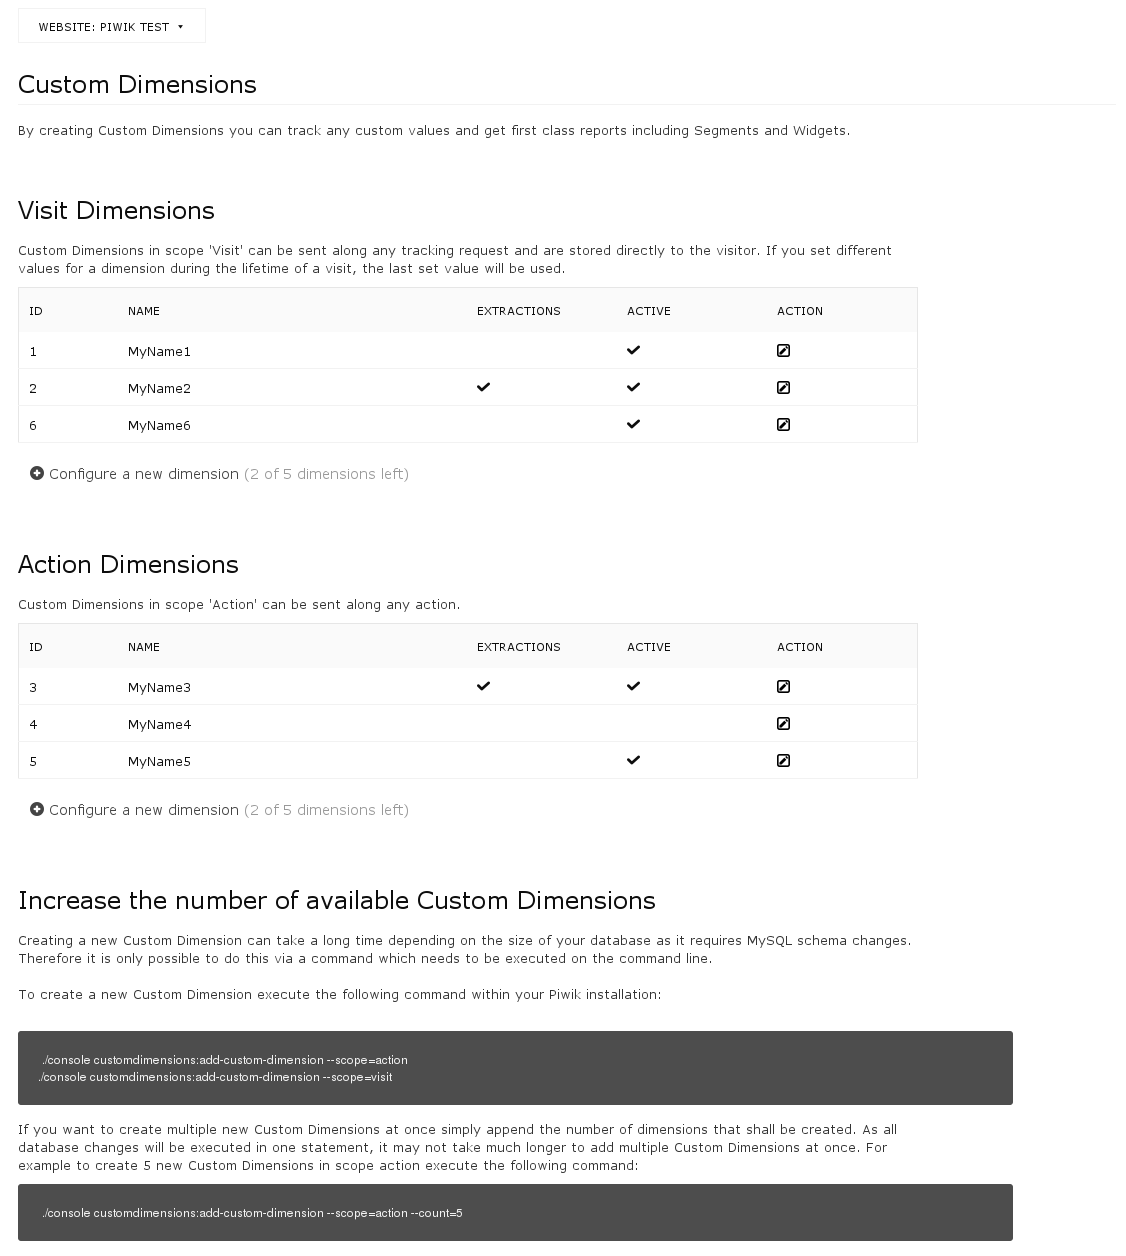 WEBSITE: PIWIK TEST
Custom Dimensions
By creating Custom Dimensions you can track any custom values and get first class reports including Segments and Widgets.
Visit Dimensions
Custom Dimensions in scope 'Visit' can be sent along any tracking request and are stored directly to the visitor. If you set different
values for a dimension during the lifetime of a visit, the last set value will be used.
ID NAME EXTRACTIONS ACTIVE ACTION
1 MyName1
2 MyName2
6 MyName6
Configure a new dimension (2 of 5 dimensions left)
Action Dimensions
Custom Dimensions in scope 'Action' can be sent along any action.
ID NAME EXTRACTIONS ACTIVE ACTION
3 MyName3
4 MyName4
5 MyName5
Configure a new dimension (2 of 5 dimensions left)
Increase the number of available Custom Dimensions
Creating a new Custom Dimension can take a long time depending on the size of your database as it requires MySQL schema changes.
Therefore it is only possible to do this via a command which needs to be executed on the command line.
To create a new Custom Dimension execute the following command within your Piwik installation:
./console customdimensions:add-custom-dimension --scope=action
./console customdimensions:add-custom-dimension --scope=visit
If you want to create multiple new Custom Dimensions at once simply append the number of dimensions that shall be created. As all
database changes will be executed in one statement, it may not take much longer to add multiple Custom Dimensions at once. For
example to create 5 new Custom Dimensions in scope action execute the following command:
./console customdimensions:add-custom-dimension --scope=action --count=5